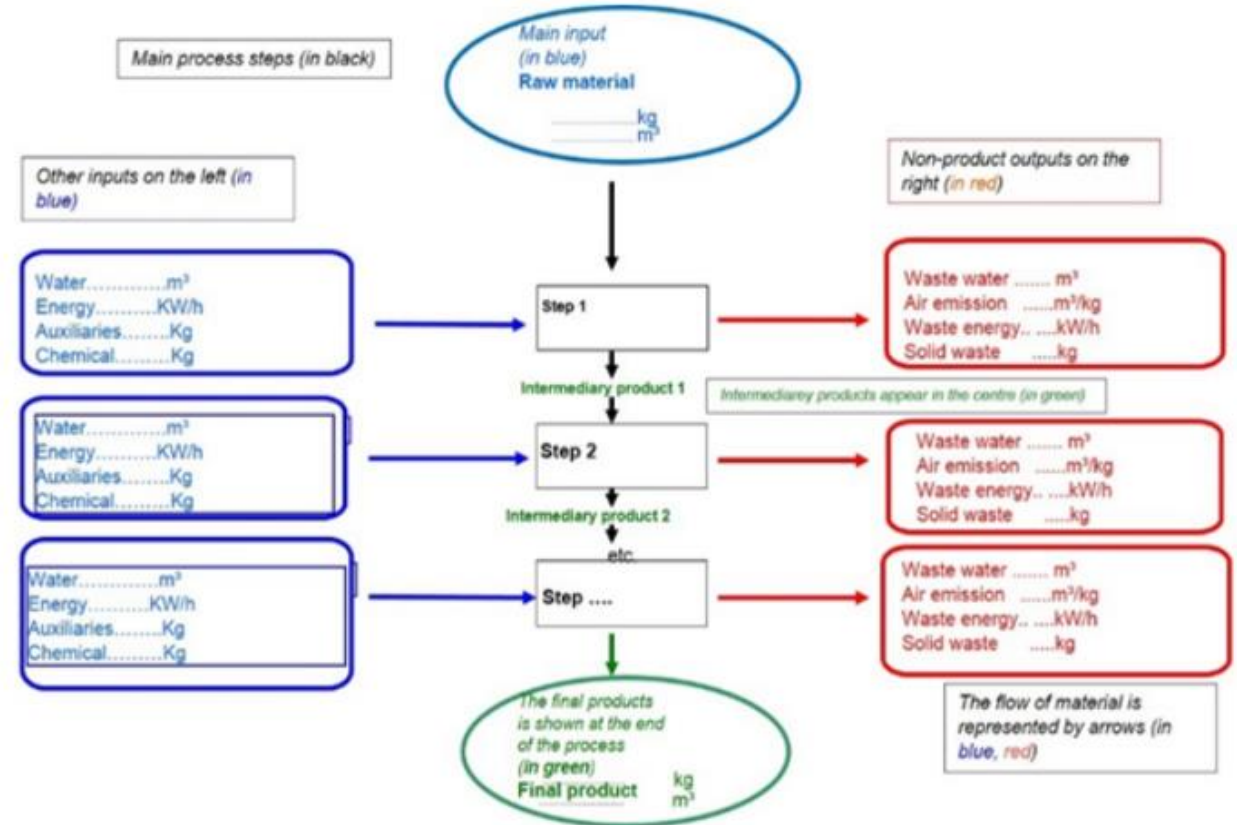 Main input
(in blue)
Raw material
..................kg
..................m³
Main process steps (in black)
Other inputs on the left (in
blue)
Non-product outputs on the
right (in red)
Water.............m³
Energy..........KW/h
Auxiliaries........Kg
Chemical.........Kg
Step 1
Waste water ....... m³
Air emission ......m³/kg
Waste energy.. ....kW/h
Solid waste .....kg
Intermediary product 1
Intermediarey products appear in the centre (in green)
Water.............m³
Energy..........KW/h
Auxiliaries........Kg
Chemical.........Kg
Step 2
Waste water ....... m³
Air emission ......m³/kg
Waste energy.. ....kW/h
Solid waste .....kg
Intermediary product 2
etc.
Water.............m³
Energy..........KW/h
Auxiliaries........Kg
Chemical.........Kg
Step ....
Waste water ....... m³
Air emission ......m³/kg
Waste energy.. ....kW/h
Solid waste .....kg
The final products
is shown at the end
of the process
(in green)
Final product kg
.................. m³
The flow of material is
represented by arrows (in
blue, red)